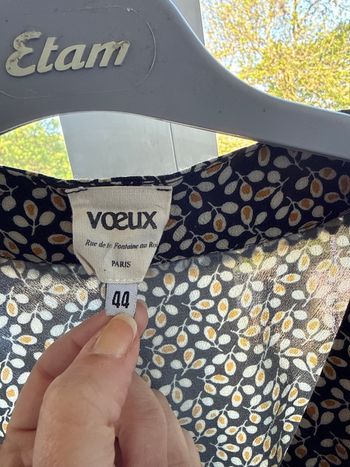 Etam
VOEUX
Rue de la Fontaine au Roi
PARIS
44